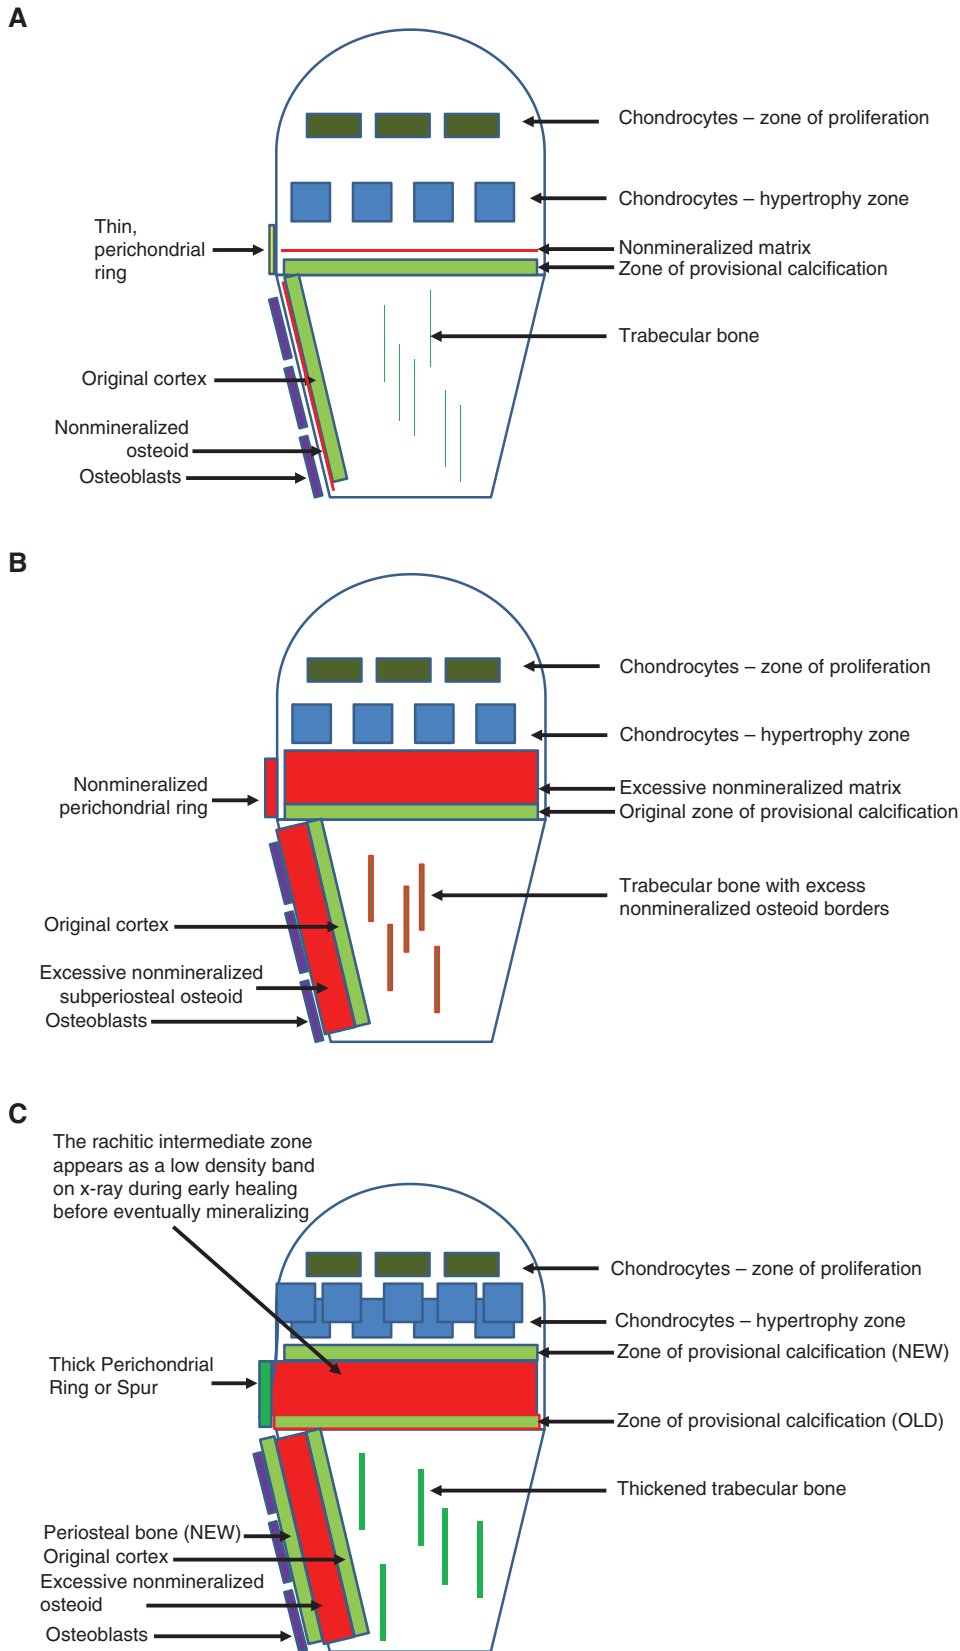 A
Chondrocytes – zone of proliferation
Chondrocytes – hypertrophy zone
Thin,
perichondrial
ring
Nonmineralized matrix
Zone of provisional calcification
Trabecular bone
Original cortex
Nonmineralized
osteoid
Osteoblasts
B
Chondrocytes – zone of proliferation
Chondrocytes – hypertrophy zone
Nonmineralized
perichondrial ring
Excessive nonmineralized matrix
Original zone of provisional calcification
Trabecular bone with excess
nonmineralized osteoid borders
Original cortex
Excessive nonmineralized
subperiosteal osteoid
Osteoblasts
C
The rachitic intermediate zone
appears as a low density band
on x-ray during early healing
before eventually mineralizing
Chondrocytes – zone of proliferation
Chondrocytes – hypertrophy zone
Zone of provisional calcification (NEW)
Thick Perichondrial
Ring or Spur
Zone of provisional calcification (OLD)
Thickened trabecular bone
Periosteal bone (NEW)
Original cortex
Excessive nonmineralized
osteoid
Osteoblasts